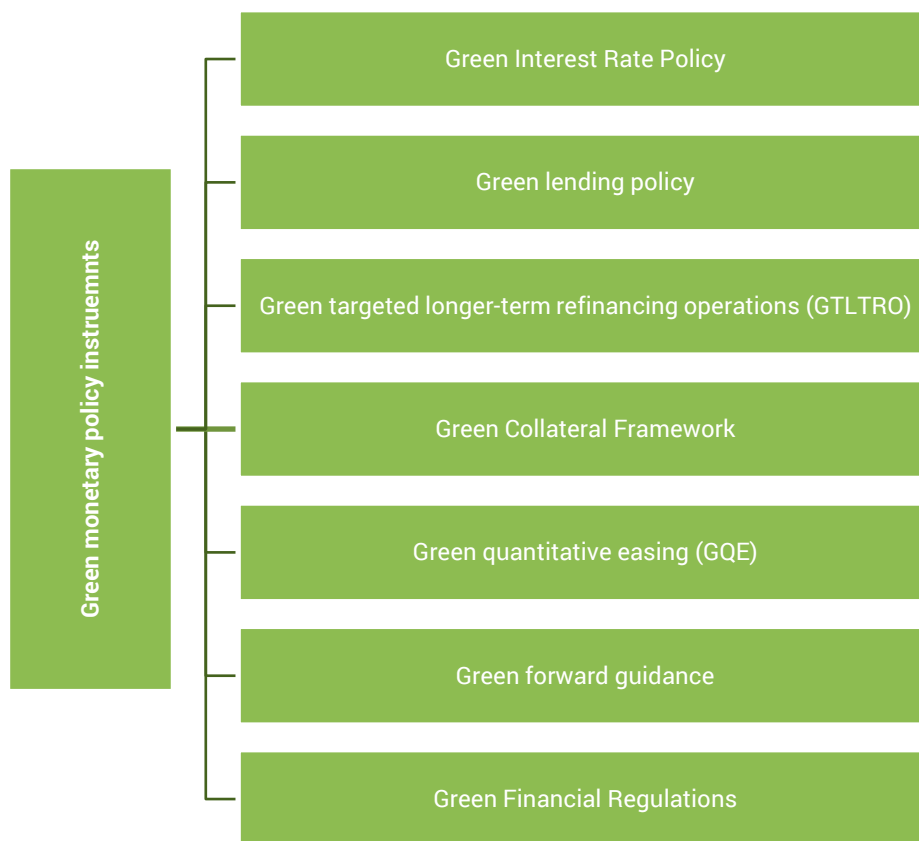 Green monetary policy instruemnts
Green Interest Rate Policy
Green lending policy
Green targeted longer-term refinancing operations (GTLTRO)
Green Collateral Framework
Green quantitative easing (GQE)
Green forward guidance
Green Financial Regulations